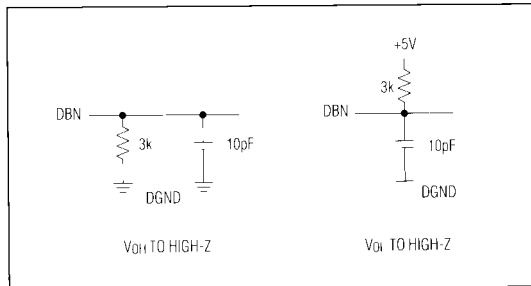 +5V
3k
DBN
DBN
3k
10pF
10pF
DGND
DGND
VOH TO HIGH-Z
VOL TO HIGH-Z